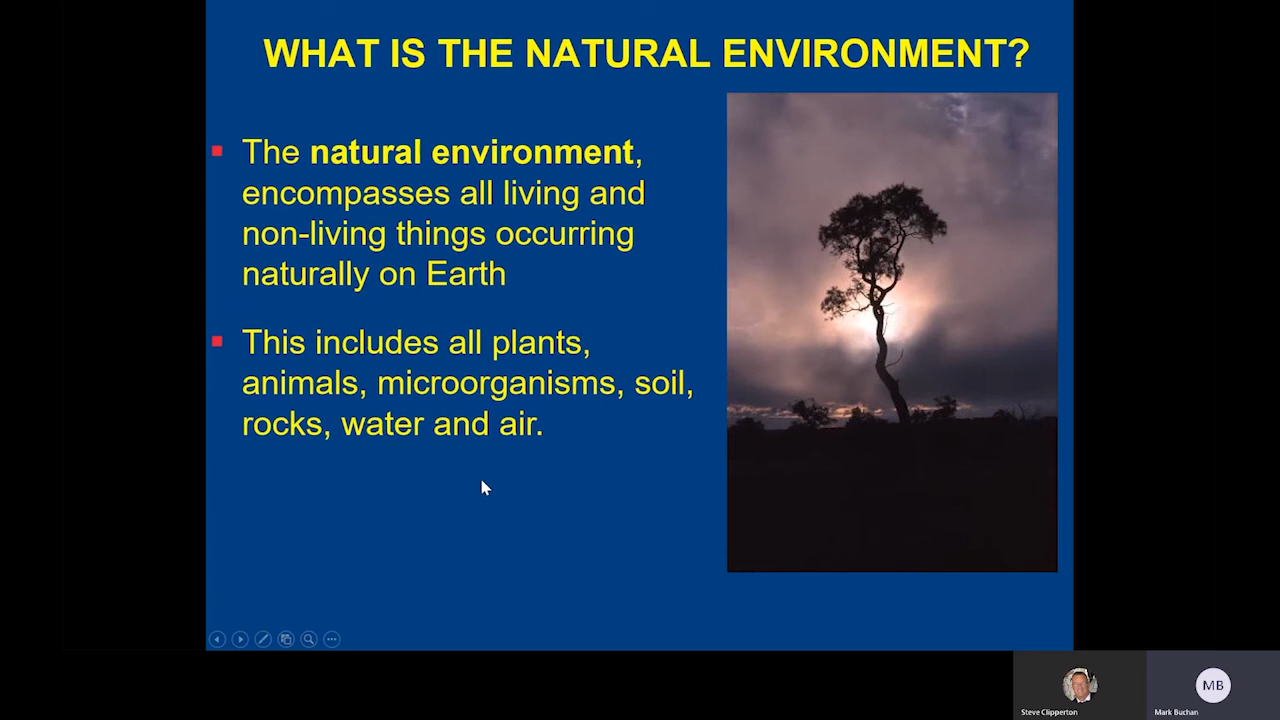 WHAT IS THE NATURAL ENVIRONMENT?
The natural environment,
encompasses all living and
non-living things occurring
naturally on Earth
This includes all plants,
animals, microorganisms, soil,
rocks, water and air.
MB
Steve Clipperton
Mark Buchan